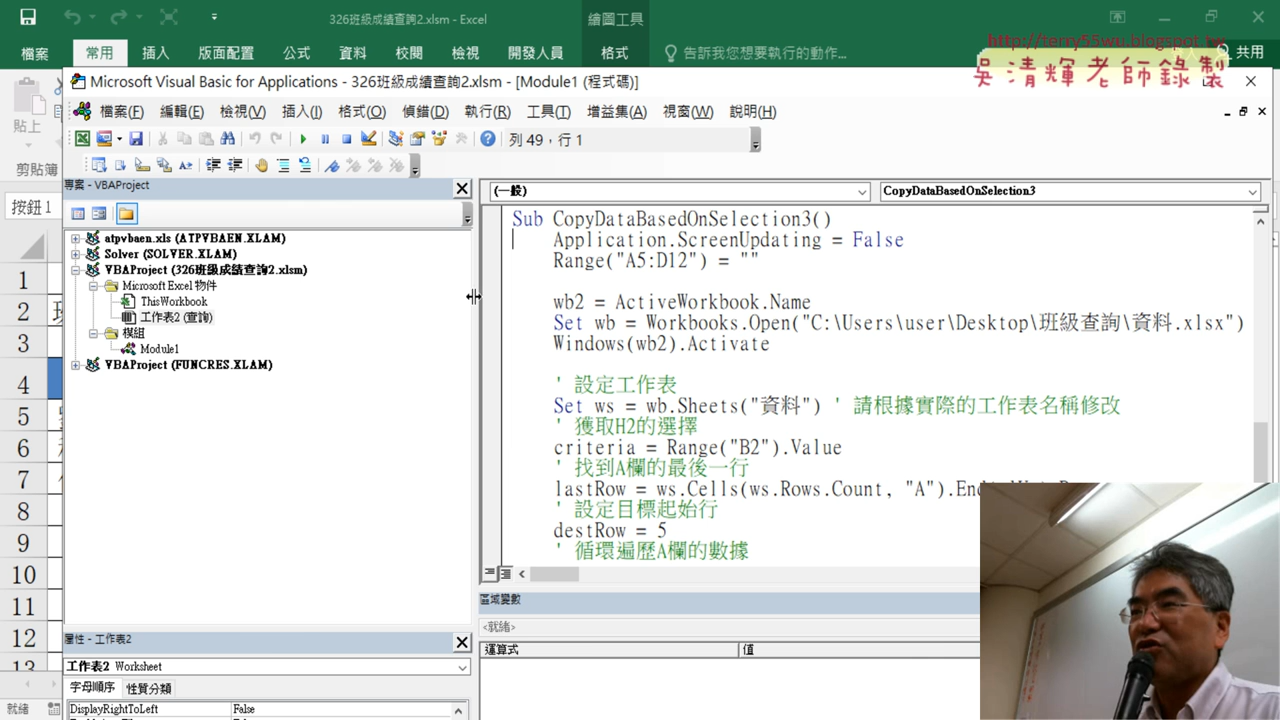 326班級成績查詢2.xlsm - Excel
繪圖工具
檔案 常用 插入 版面配置 公式 資料 校閱 檢視 開發人員 格式 告訴我您想要執行的動作... 共用
http://terry55wu.blogspot.tw
吳清輝老師錄製
Microsoft Visual Basic for Applications - 326班級成績查詢2.xlsm - [Module1 (程式碼)]
檔案(F) 編輯(E) 檢視(V) 插入(I) 格式(O) 偵錯(D) 執行(R) 工具(T) 增益集(A) 視窗(W) 說明(H)
列 49，行 1
貼上
剪貼簿
按鈕 1
專案 - VBAProject
atpvbaen.xls (ATPVBAEN.XLAM)
Solver (SOLVER.XLAM)
VBAProject (326班級成績查詢2.xlsm)
Microsoft Excel 物件
ThisWorkbook
工作表2 (查詢)
模組
Module1
VBAProject (FUNCRES.XLAM)
1
2
3
4
5
6
7
8
9
10
11
12
13
就緒
屬性 - 工作表2
工作表2 Worksheet
字母順序 性質分類
DisplayRightToLeft False
(一般) CopyDataBasedOnSelection3
Sub CopyDataBasedOnSelection3()
Application.ScreenUpdating = False
Range("A5:D12") = ""
wb2 = ActiveWorkbook.Name
Set wb = Workbooks.Open("C:\Users\user\Desktop\班級查詢\資料.xlsx")
Windows(wb2).Activate
' 設定工作表
Set ws = wb.Sheets("資料") ' 請根據實際的工作表名稱修改
' 獲取H2的選擇
criteria = Range("B2").Value
' 找到A欄的最後一行
lastRow = ws.Cells(ws.Rows.Count, "A").End
' 設定目標起始行
destRow = 5
' 循環遍歷A欄的數據
區域變數
<就緒>
運算式 值